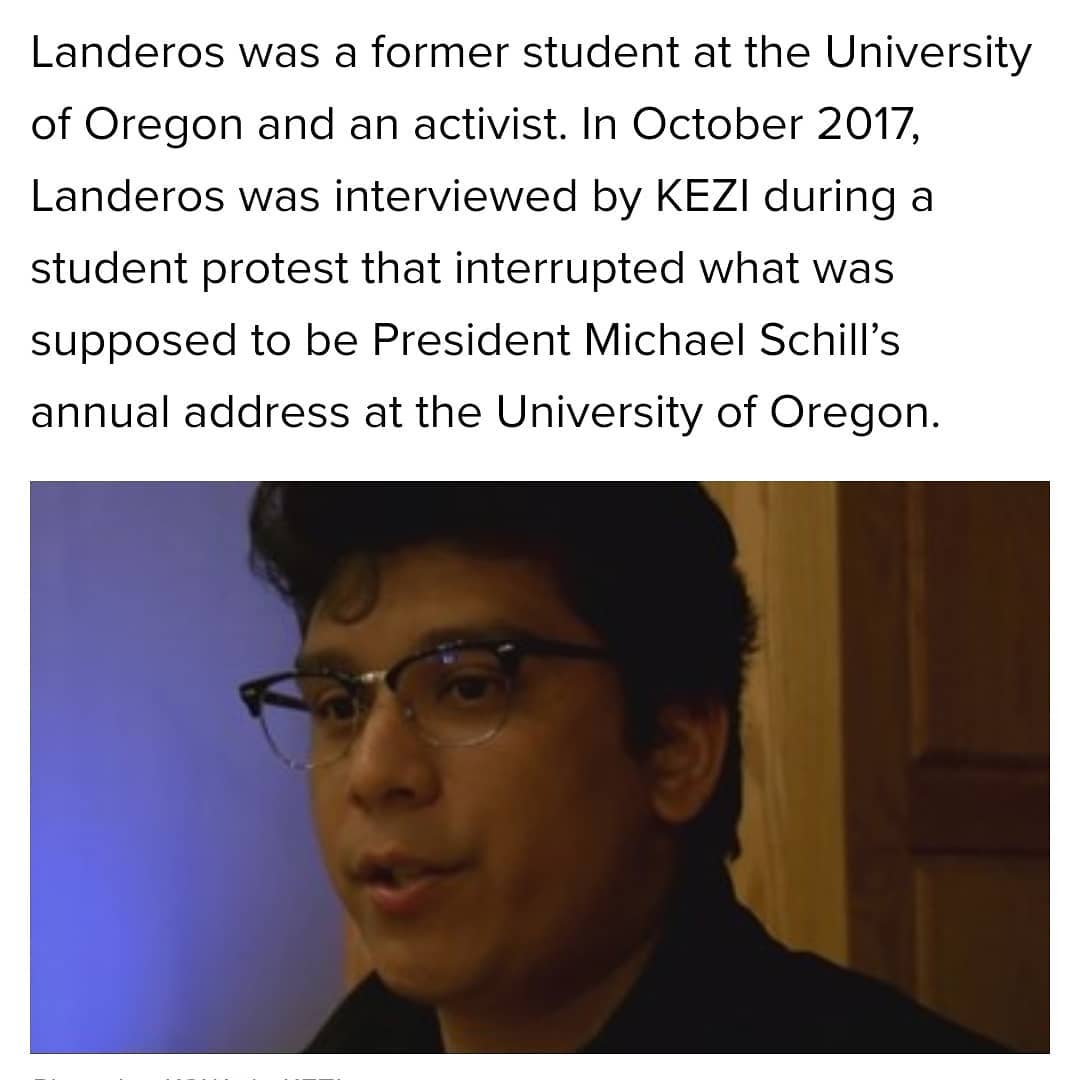 Landeros was a former student at the University
of Oregon and an activist. In October 2017,
Landeros was interviewed by KEZI during a
student protest that interrupted what was
supposed to be President Michael Schill’s
annual address at the University of Oregon.